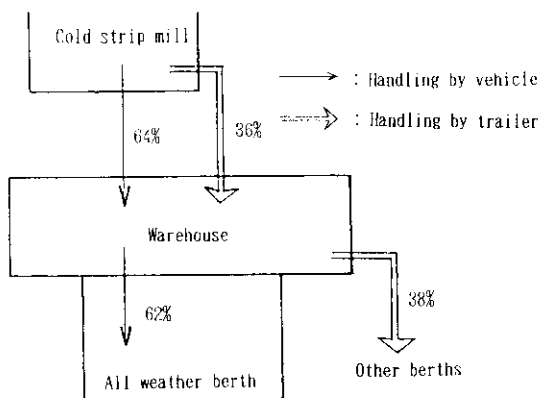 Cold strip mill
: Handling by vehicle
: Handling by trailer
64%
36%
Warehouse
62%
38%
Other berths
All weather berth